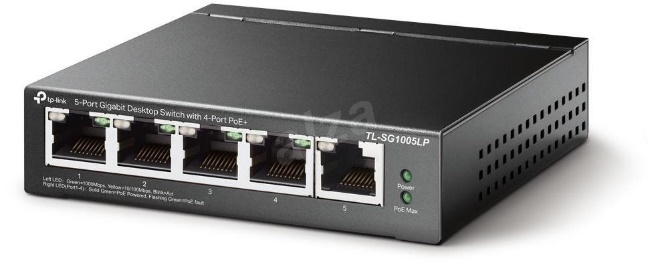 tp-link
5-Port Gigabit Desktop Switch with 4-Port PoE+
TL-SG1005LP
1
2
3
4
5
Left LED: Green=1000Mbps, Yellow=10/100Mbps, Blink=Act
Right LED(Port1-4): Solid Green=PoE Powered, Flashing Green=PoE fault
Power
PoE Max
alza